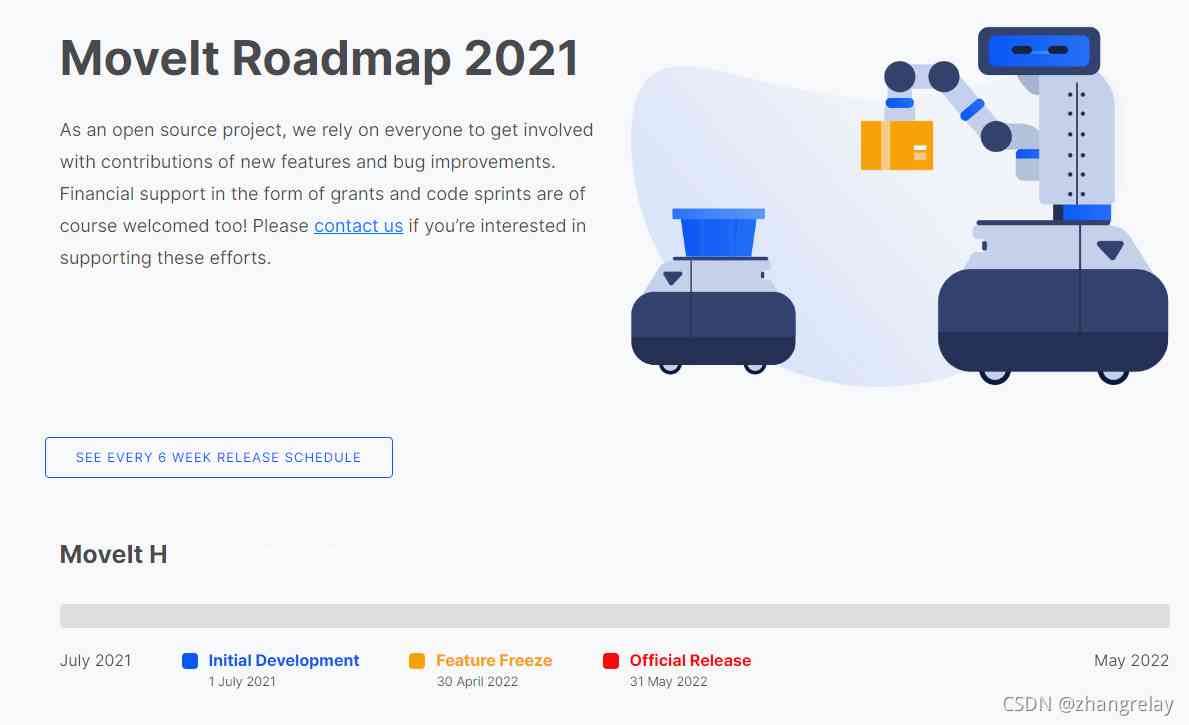 MoveIt Roadmap 2021
As an open source project, we rely on everyone to get involved
with contributions of new features and bug improvements.
Financial support in the form of grants and code sprints are of
course welcomed too! Please contact us if you’re interested in
supporting these efforts.
SEE EVERY 6 WEEK RELEASE SCHEDULE
MoveIt H
July 2021 Initial Development Feature Freeze Official Release May 2022
1 July 2021 30 April 2022 31 May 2022
CSDN @zhangrelay